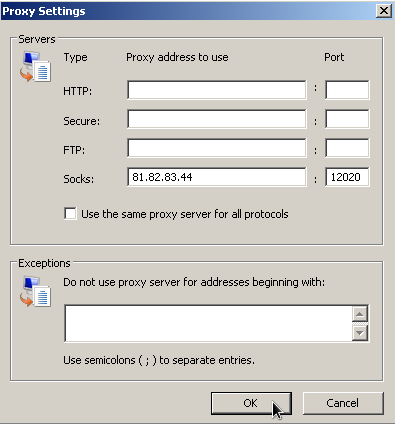 Proxy Settings
Servers
Type Proxy address to use Port
HTTP: :
Secure: :
FTP: :
Socks: 81.82.83.44 : 12020
Use the same proxy server for all protocols
Exceptions
Do not use proxy server for addresses beginning with:
Use semicolons ( ; ) to separate entries.
OK Cancel